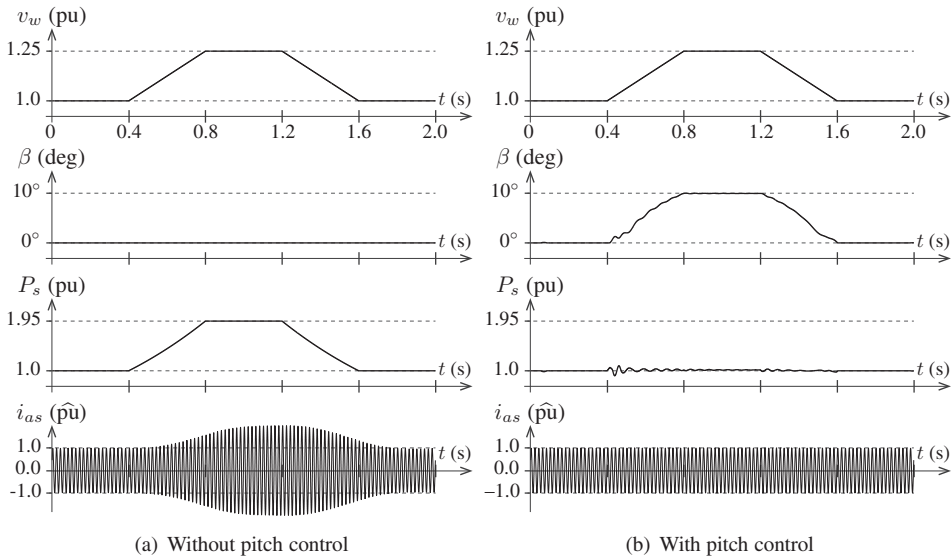 v_w (pu)
1.25
1.0
t (s)
0 0.4 0.8 1.2 1.6 2.0
β (deg)
10°
0°
t (s)
P_s (pu)
1.95
1.0
t (s)
i_as (p̂u)
1.0
0.0
-1.0
t (s)
(a) Without pitch control
v_w (pu)
1.25
1.0
t (s)
0 0.4 0.8 1.2 1.6 2.0
β (deg)
10°
0°
t (s)
P_s (pu)
1.95
1.0
t (s)
i_as (p̂u)
1.0
0.0
−1.0
t (s)
(b) With pitch control